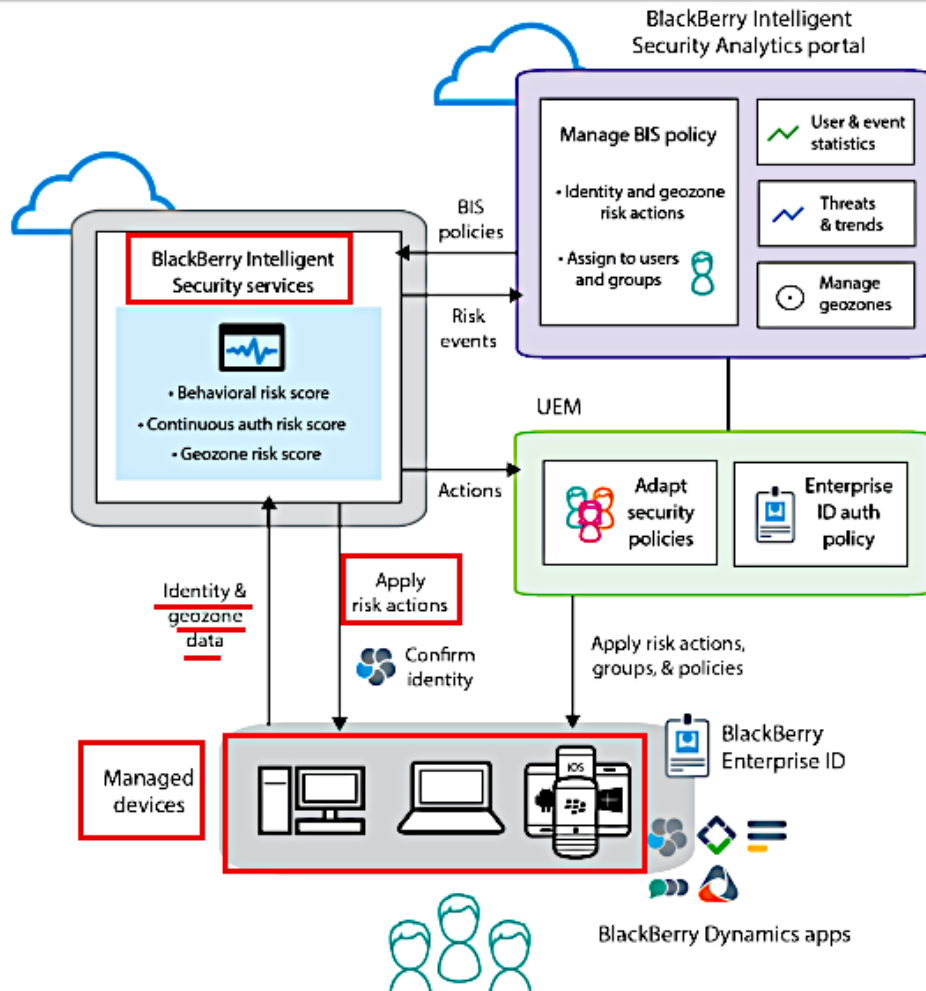 BlackBerry Intelligent
Security Analytics portal
Manage BIS policy
• Identity and geozone
risk actions
• Assign to users
and groups
User & event
statistics
Threats
& trends
Manage
geozones
BIS
policies
Risk
events
BlackBerry Intelligent
Security services
• Behavioral risk score
• Continuous auth risk score
• Geozone risk score
Actions
UEM
Adapt
security
policies
Enterprise
ID auth
policy
Identity &
geozone
data
Apply
risk actions
Confirm
identity
Apply risk actions,
groups, & policies
Managed
devices
iOS
BlackBerry
Enterprise ID
BlackBerry Dynamics apps